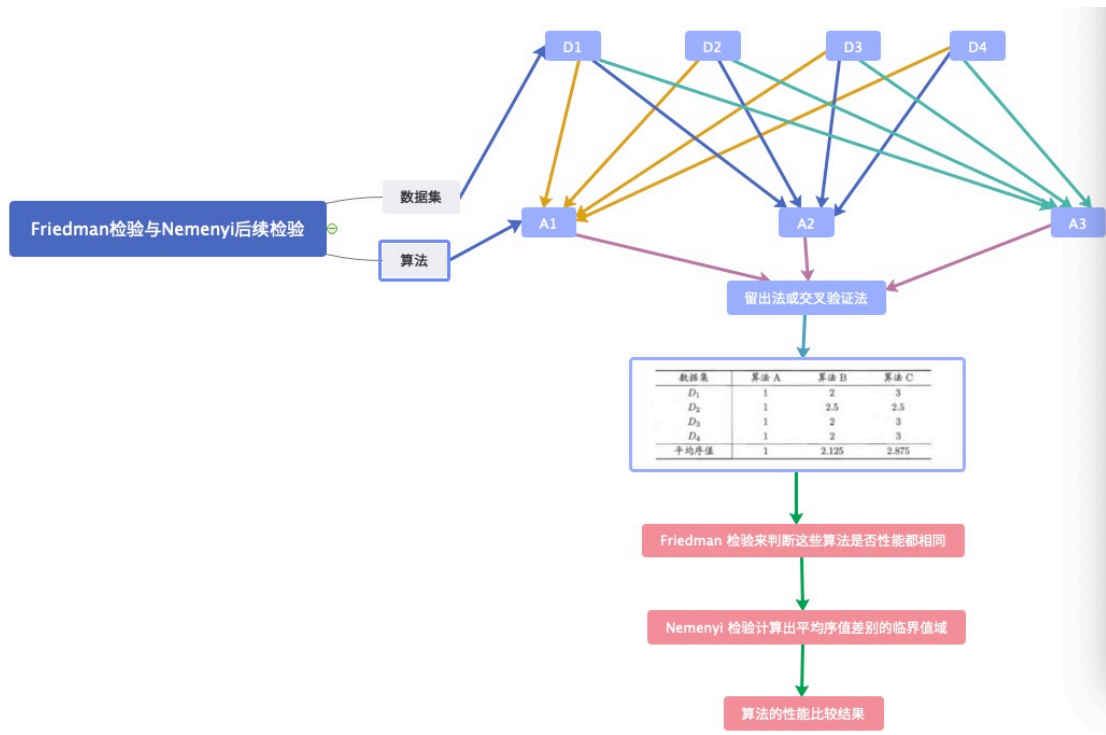 D1 D2 D3 D4
数据集
Friedman检验与Nemenyi后续检验
算法
A1 A2 A3
留出法或交叉验证法
数据集 算法 A 算法 B 算法 C
D₁ 1 2 3
D₂ 1 2.5 2.5
D₃ 1 2 3
D₄ 1 2 3
平均序值 1 2.125 2.875
Friedman 检验来判断这些算法是否性能都相同
Nemenyi 检验计算出平均序值差别的临界值域
算法的性能比较结果